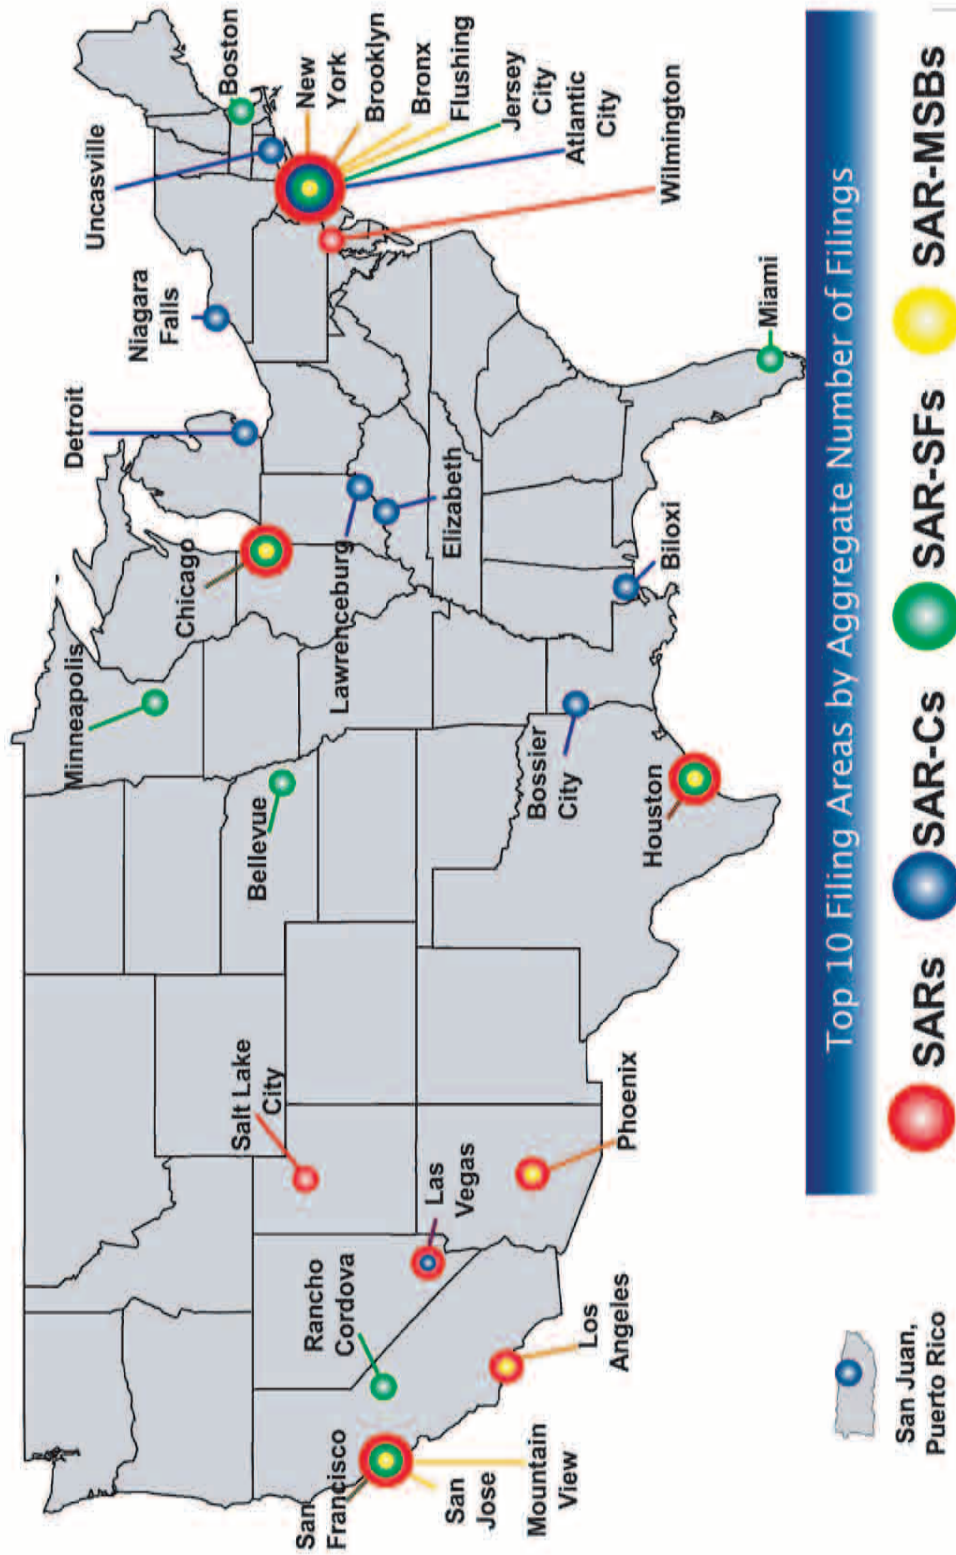 Uncasville
Boston
Niagara
Falls
New
York
Brooklyn
Bronx
Flushing
Jersey
City
Atlantic
City
Wilmington
Detroit
Minneapolis
Chicago
Lawrenceburg
Elizabeth
Bellevue
Salt Lake
City
Rancho
Cordova
Las
Vegas
San
Francisco
San
Jose
Mountain
View
Los
Angeles
Phoenix
Bossier
City
Houston
Biloxi
Miami
San Juan,
Puerto Rico
Top 10 Filing Areas by Aggregate Number of Filings
SARs
SAR-Cs
SAR-SFs
SAR-MSBs